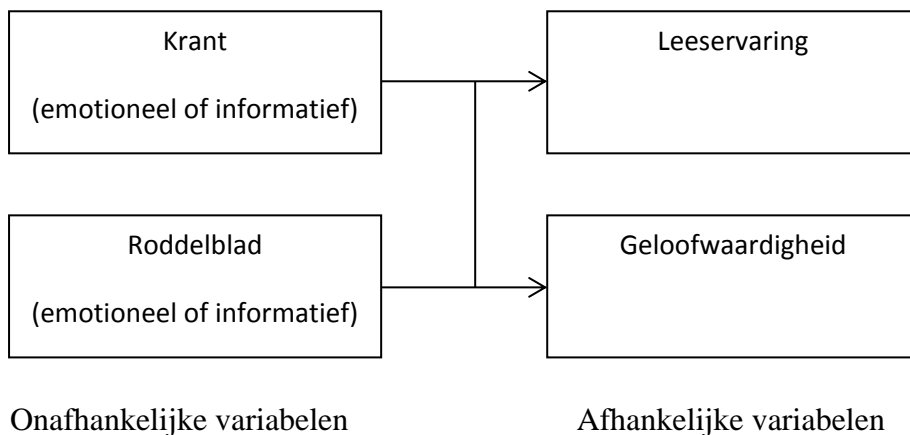 Krant
(emotioneel of informatief)
Leeservaring
Roddelblad
(emotioneel of informatief)
Geloofwaardigheid
Onafhankelijke variabelen
Afhankelijke variabelen